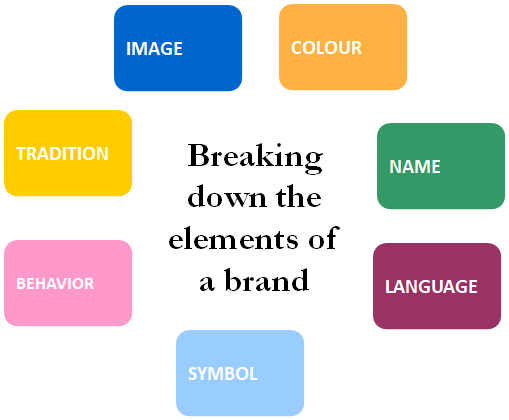 IMAGE
COLOUR
TRADITION
NAME
Breaking
down the
elements of
a brand
BEHAVIOR
LANGUAGE
SYMBOL